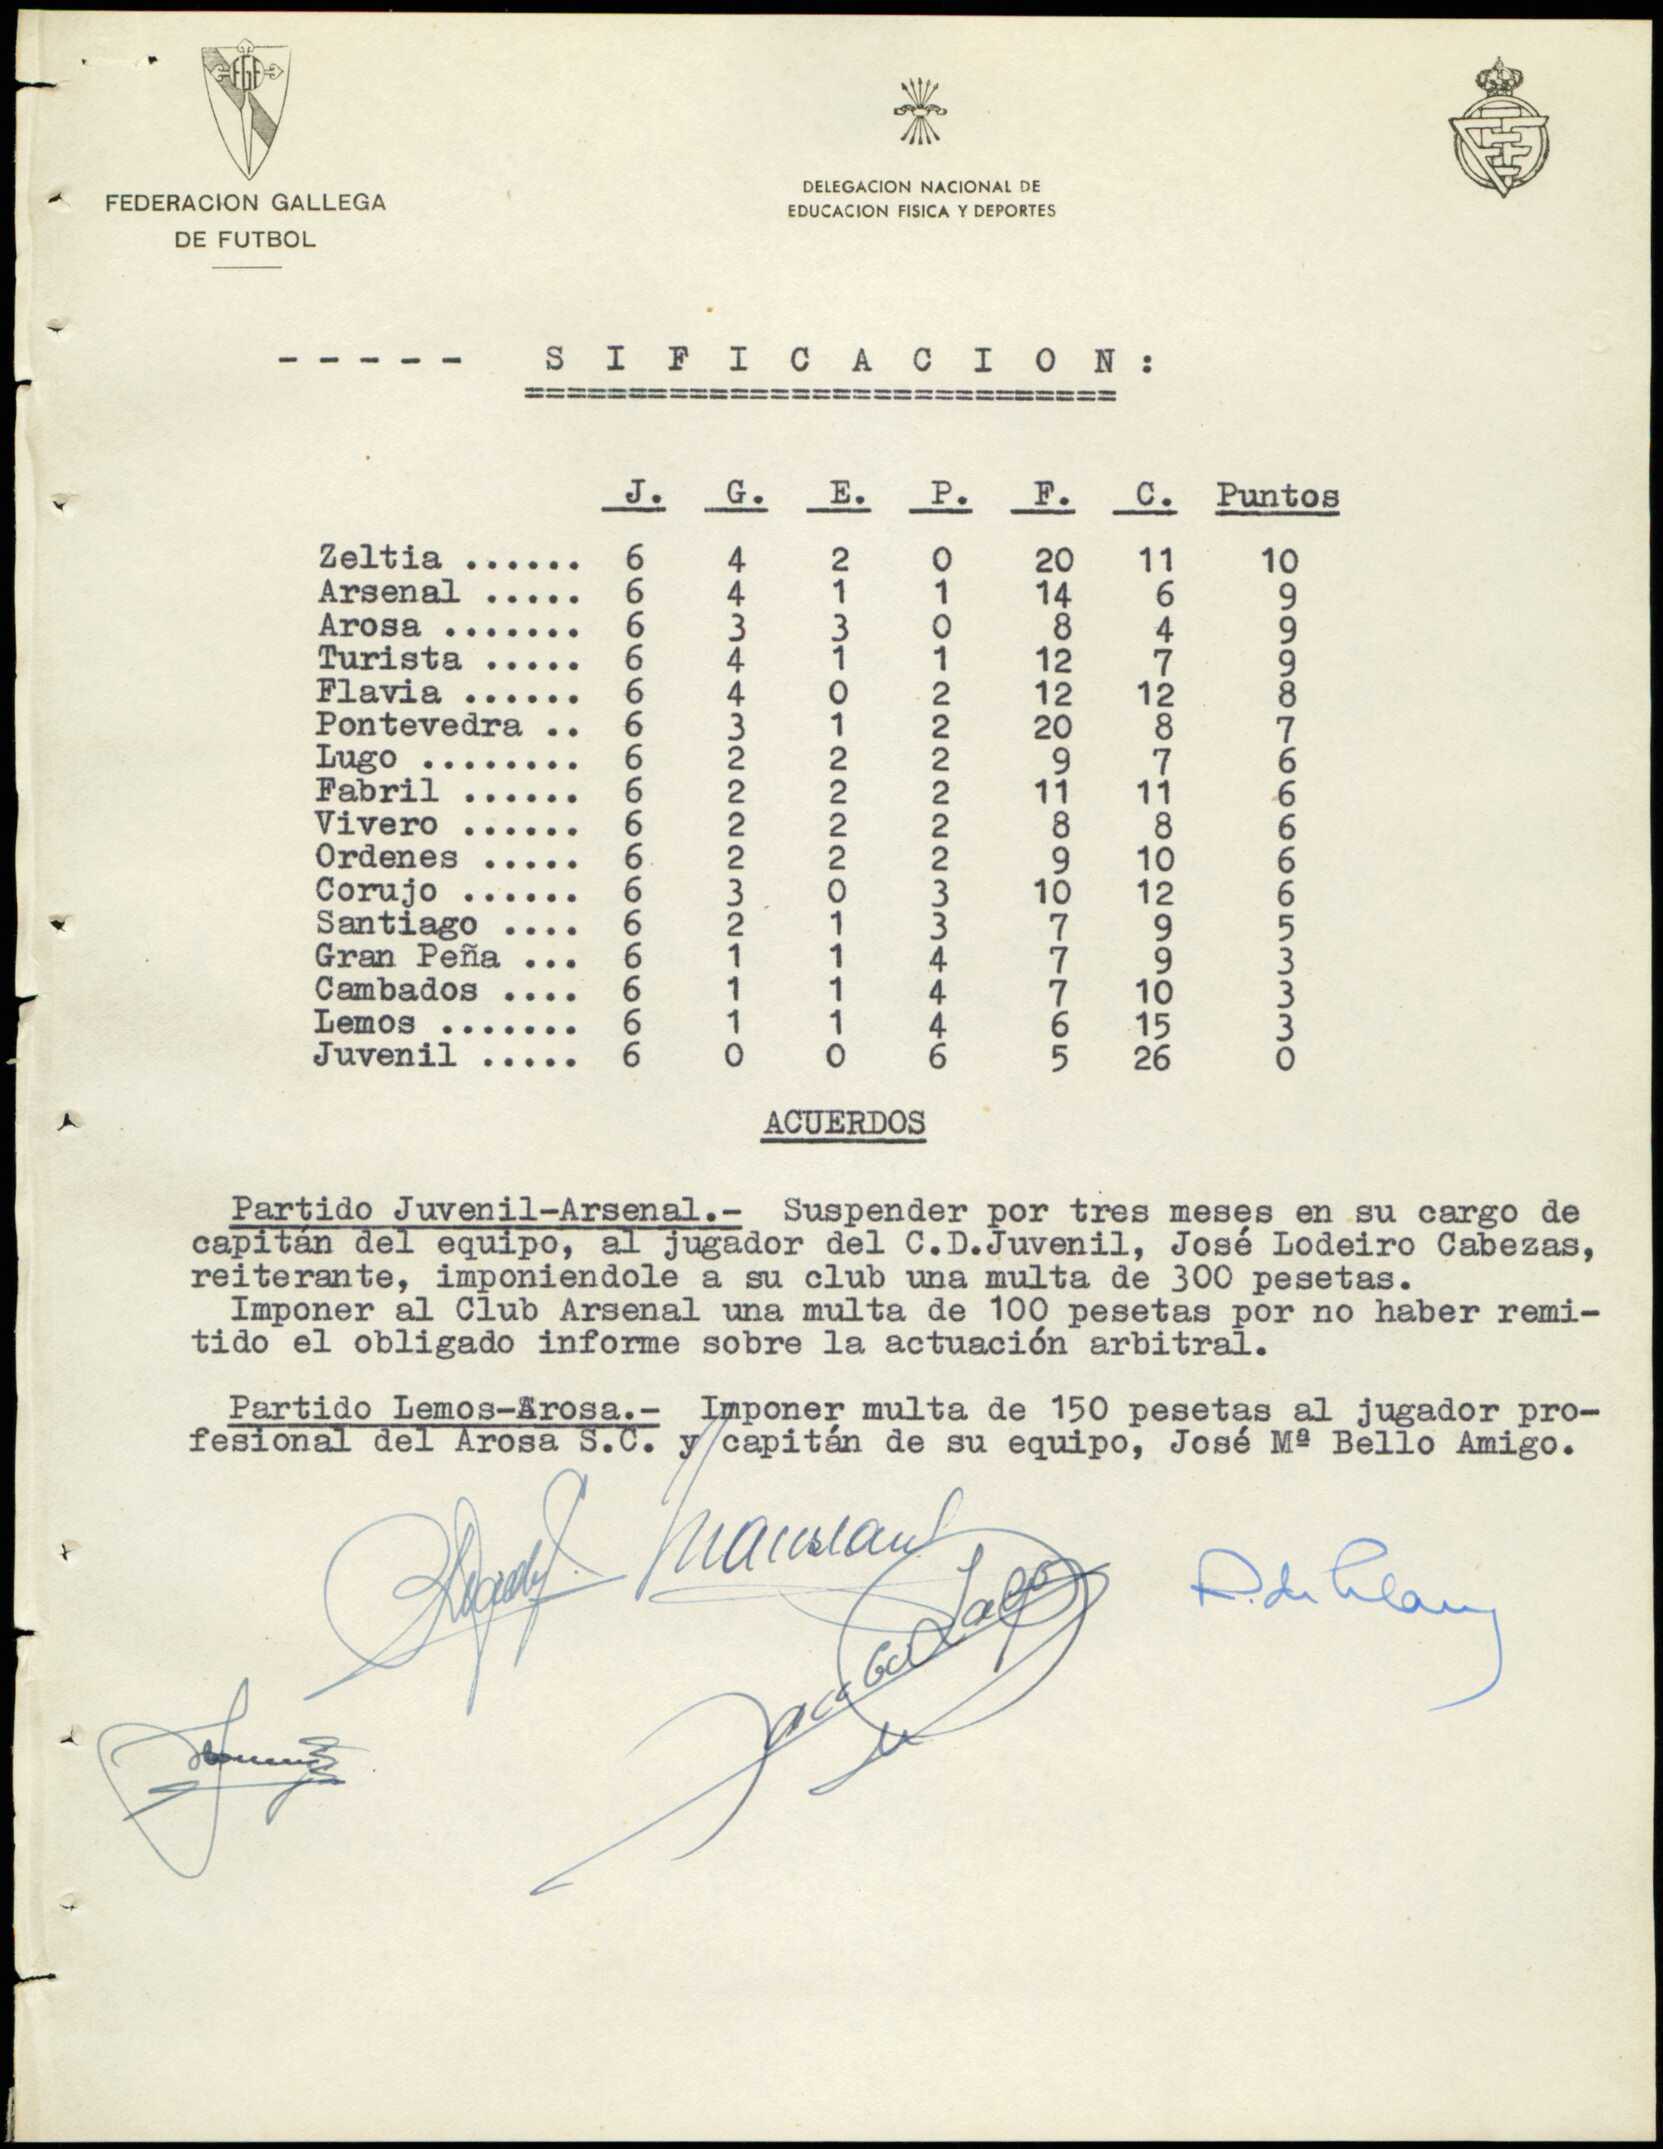 FGF
FEDERACION GALLEGA
DE FUTBOL
DELEGACION NACIONAL DE
EDUCACION FISICA Y DEPORTES
- - - - - S I F I C A C I O N :
=============================
J. G. E. P. F. C. Puntos
Zeltia ...... 6 4 2 0 20 11 10
Arsenal ..... 6 4 1 1 14 6 9
Arosa ....... 6 3 3 0 8 4 9
Turista ..... 6 4 1 1 12 7 9
Flavia ...... 6 4 0 2 12 12 8
Pontevedra .. 6 3 1 2 20 8 7
Lugo ........ 6 2 2 2 9 7 6
Fabril ...... 6 2 2 2 11 11 6
Vivero ...... 6 2 2 2 8 8 6
Ordenes ..... 6 2 2 2 9 10 6
Corujo ...... 6 3 0 3 10 12 6
Santiago .... 6 2 1 3 7 9 5
Gran Peña ... 6 1 1 4 7 9 3
Cambados .... 6 1 1 4 7 10 3
Lemos ....... 6 1 1 4 6 15 3
Juvenil ..... 6 0 0 6 5 26 0
ACUERDOS
Partido Juvenil-Arsenal.- Suspender por tres meses en su cargo de
capitán del equipo, al jugador del C.D.Juvenil, José Lodeiro Cabezas,
reiterante, imponiendole a su club una multa de 300 pesetas.
Imponer al Club Arsenal una multa de 100 pesetas por no haber remi-
tido el obligado informe sobre la actuación arbitral.
Partido Lemos-Arosa.- Imponer multa de 150 pesetas al jugador pro-
fesional del Arosa S.C. y capitán de su equipo, José Mª Bello Amigo.
Jacobo Lago